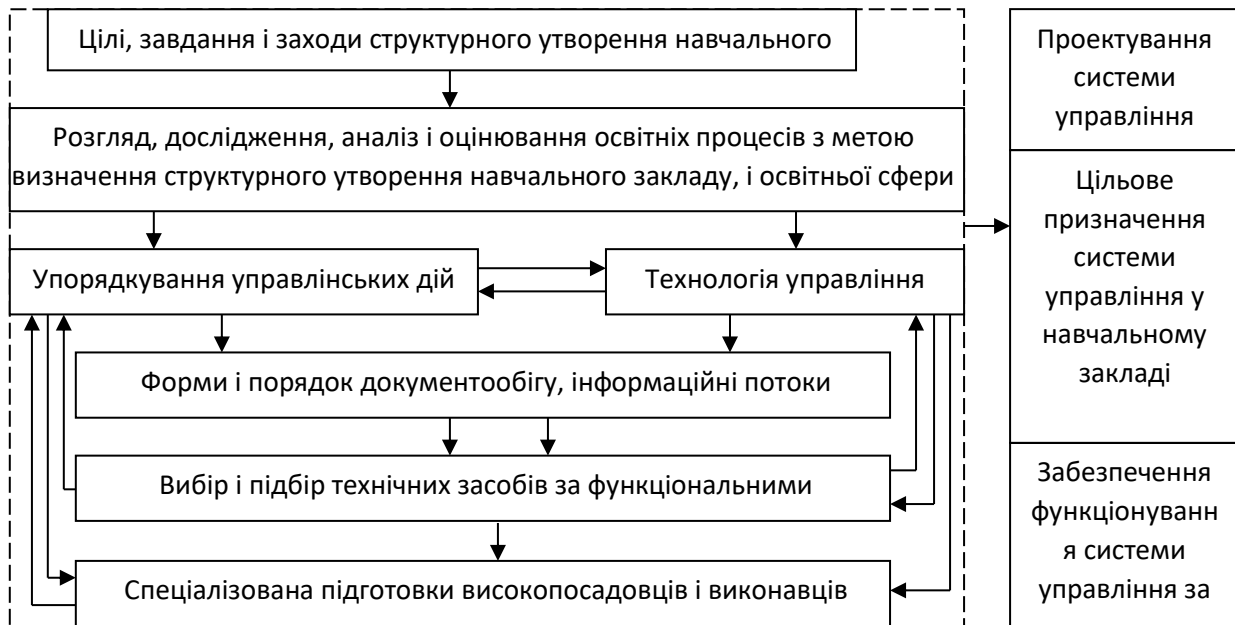 Цілі, завдання і заходи структурного утворення навчального
Розгляд, дослідження, аналіз і оцінювання освітніх процесів з метою
визначення структурного утворення навчального закладу, і освітньої сфери
Упорядкування управлінських дій
Технологія управління
Форми і порядок документообігу, інформаційні потоки
Вибір і підбір технічних засобів за функціональними
Спеціалізована підготовки високопосадовців і виконавців
Проектування
системи
управління
Цільове
призначення
системи
управління у
навчальному
закладі
Забезпечення
функціонуванн
я системи
управління за